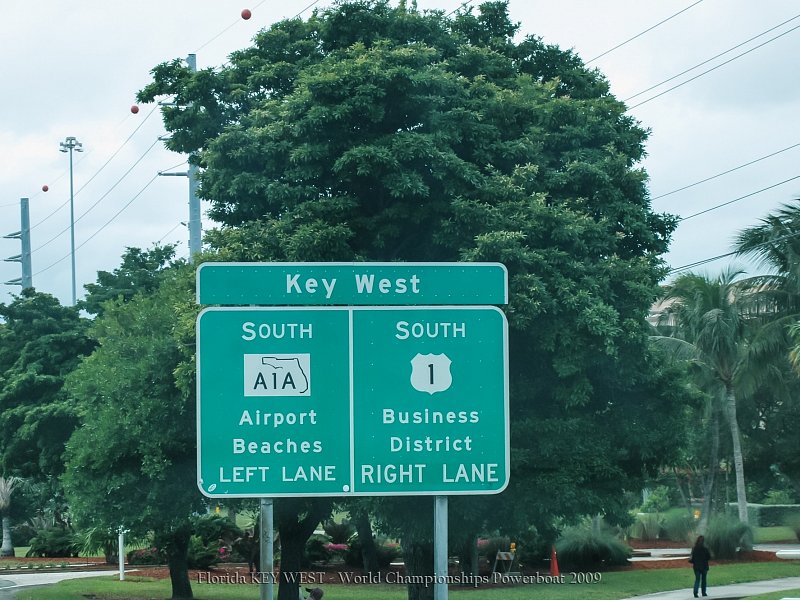 Key West
SOUTH
A1A
Airport
Beaches
LEFT LANE
SOUTH
1
Business
District
RIGHT LANE
Florida KEY WEST - World Championships Powerboat 2009